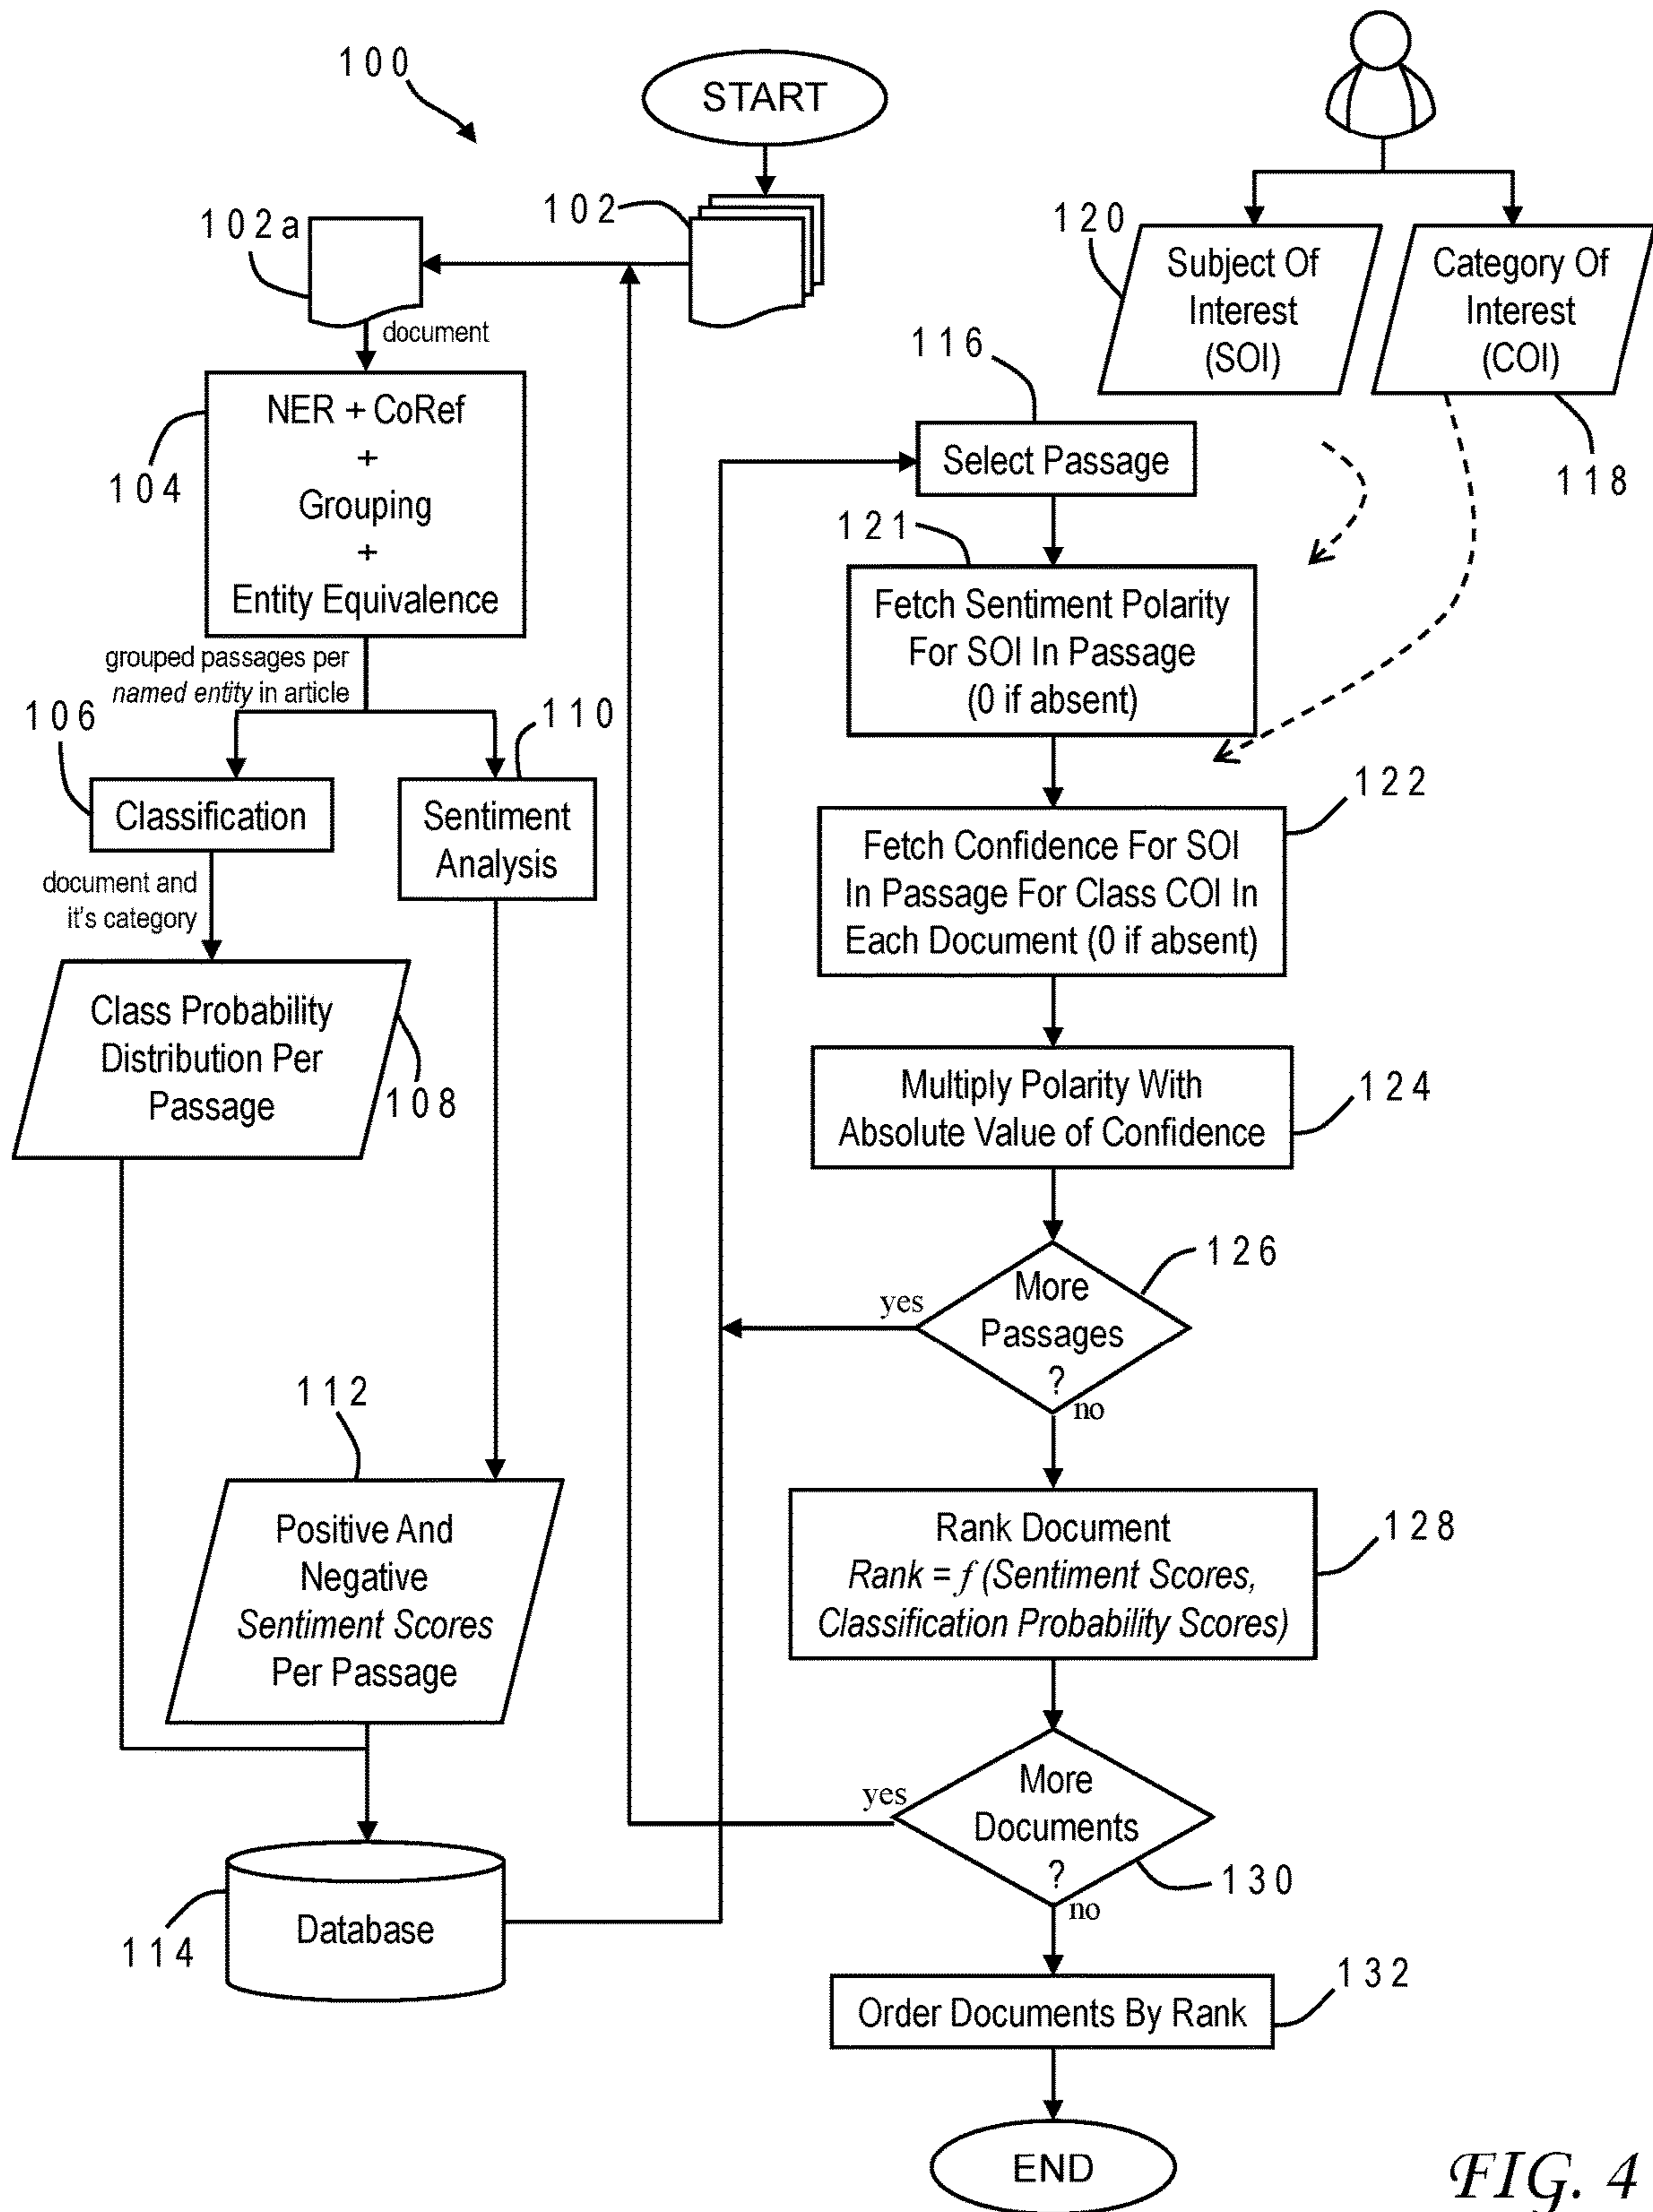 100
START
102
102a
document
120
Subject Of
Interest
(SOI)
Category Of
Interest
(COI)
118
NER + CoRef
+
Grouping
+
Entity Equivalence
104
grouped passages per
named entity in article
106
Classification
110
Sentiment
Analysis
document and
it's category
Class Probability
Distribution Per
Passage
108
112
Positive And
Negative
Sentiment Scores
Per Passage
114
Database
116
Select Passage
121
Fetch Sentiment Polarity
For SOI In Passage
(0 if absent)
122
Fetch Confidence For SOI
In Passage For Class COI In
Each Document (0 if absent)
Multiply Polarity With
Absolute Value of Confidence
124
126
More
Passages
?
yes
no
Rank Document
Rank = f (Sentiment Scores,
Classification Probability Scores)
128
More
Documents
?
yes
130
no
132
Order Documents By Rank
END
FIG. 4